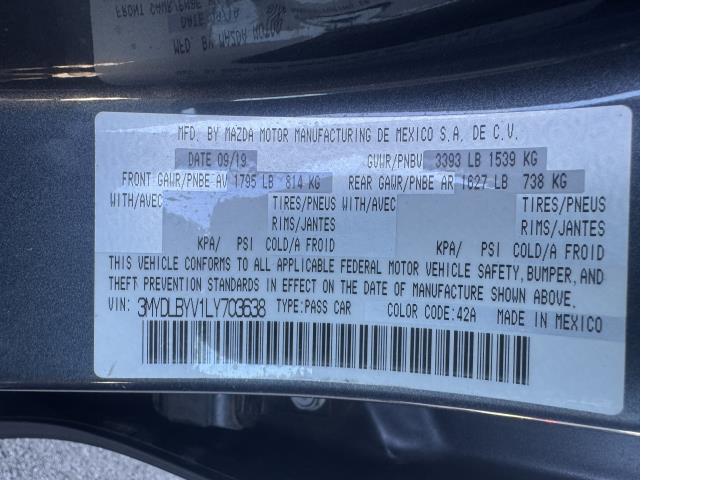 MFD. BY MAZDA MOTOR MANUFACTURING DE MEXICO S.A. DE C.V.
DATE 09/19 GVWR/PNBV 3393 LB 1539 KG
FRONT GAWR/PNBE AV 1795 LB 814 KG REAR GAWR/PNBE AR 1627 LB 738 KG
WITH/AVEC TIRES/PNEUS WITH/AVEC TIRES/PNEUS
RIMS/JANTES RIMS/JANTES
KPA/ PSI COLD/A FROID KPA/ PSI COLD/A FROID
THIS VEHICLE CONFORMS TO ALL APPLICABLE FEDERAL MOTOR VEHICLE SAFETY, BUMPER, AND
THEFT PREVENTION STANDARDS IN EFFECT ON THE DATE OF MANUFACTURE SHOWN ABOVE.
VIN: 3MYDLBYV1LY703638 TYPE:PASS CAR COLOR CODE:42A MADE IN MEXICO